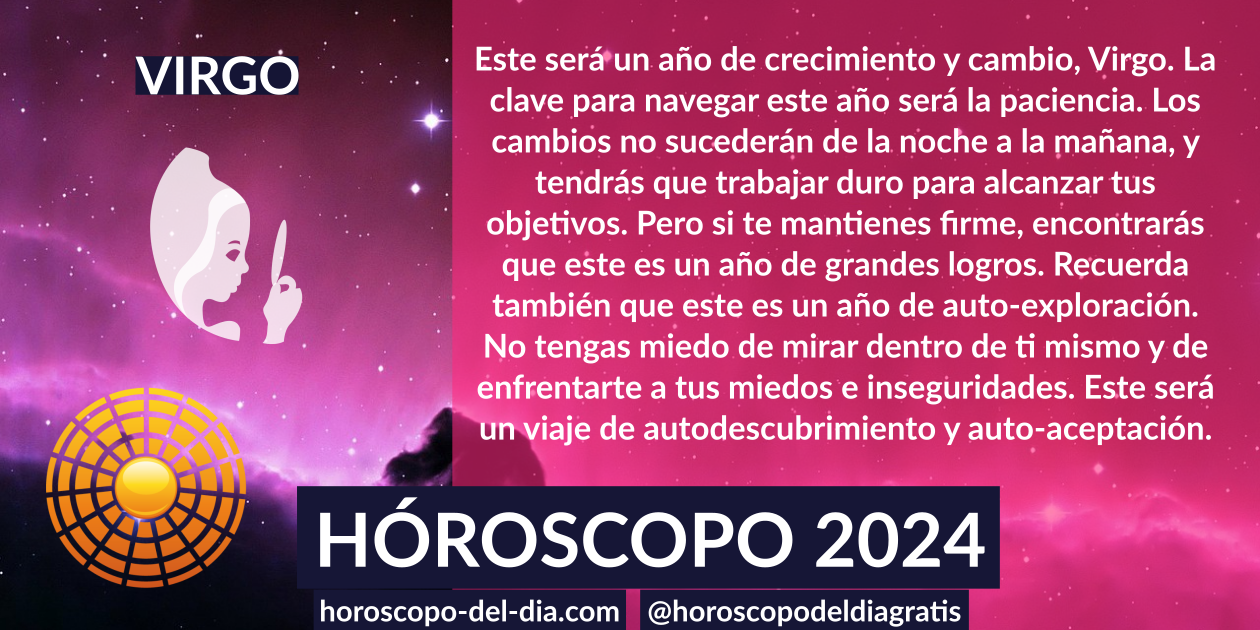 VIRGO
Este será un año de crecimiento y cambio, Virgo. La
clave para navegar este año será la paciencia. Los
cambios no sucederán de la noche a la mañana, y
tendrás que trabajar duro para alcanzar tus
objetivos. Pero si te mantienes firme, encontrarás
que este es un año de grandes logros. Recuerda
también que este es un año de auto-exploración.
No tengas miedo de mirar dentro de ti mismo y de
enfrentarte a tus miedos e inseguridades. Este será
un viaje de autodescubrimiento y auto-aceptación.
HÓROSCOPO 2024
horoscopo-del-dia.com
@horoscopodeldiagratis